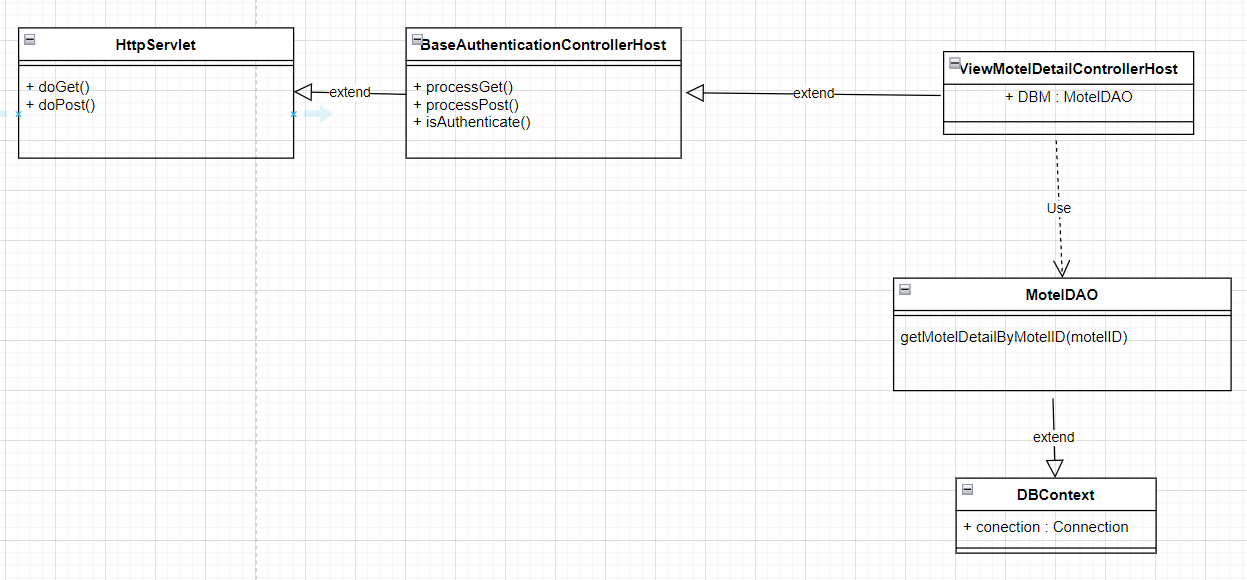 HttpServlet
+ doGet()
+ doPost()
extend
BaseAuthenticationControllerHost
+ processGet()
+ processPost()
+ isAuthenticate()
extend
ViewMotelDetailControllerHost
+ DBM : MotelDAO
Use
MotelDAO
getMotelDetailByMotelID(motelID)
extend
DBContext
+ conection : Connection